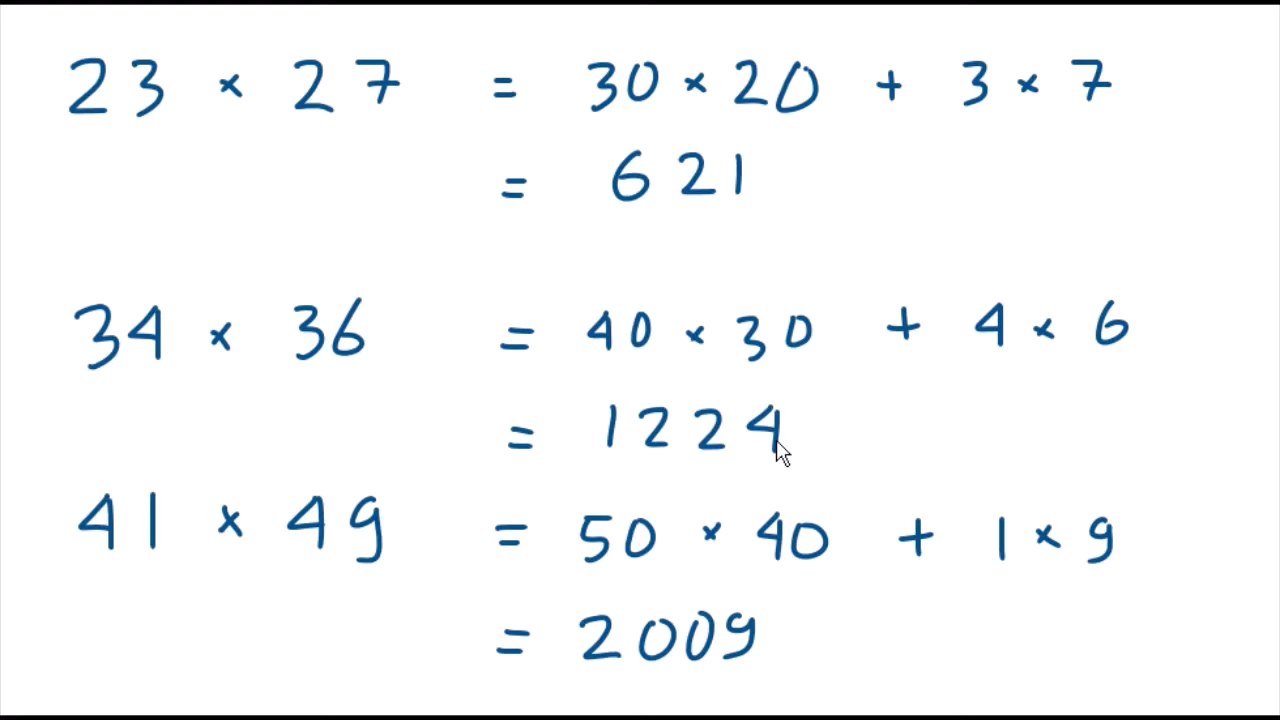 23 × 27 = 30 × 20 + 3 × 7
= 621
34 × 36 = 40 × 30 + 4 × 6
= 1224
41 × 49 = 50 × 40 + 1 × 9
= 2009